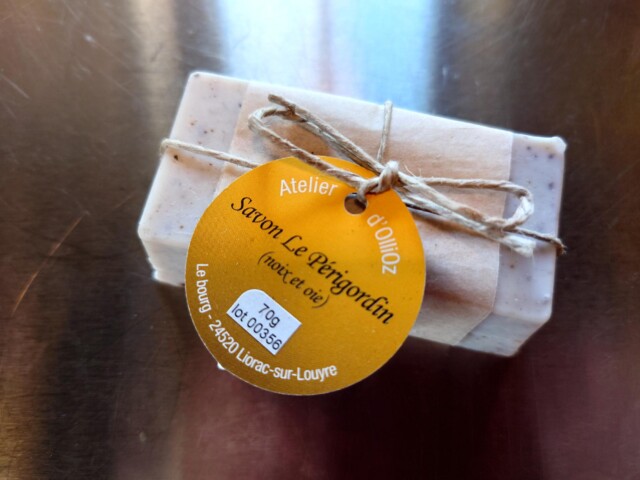 Atelier d'OlliOz
Savon Le Périgordin
(noix et oie)
70g
lot 00356
Le bourg - 24520 Liorac-sur-Louyre